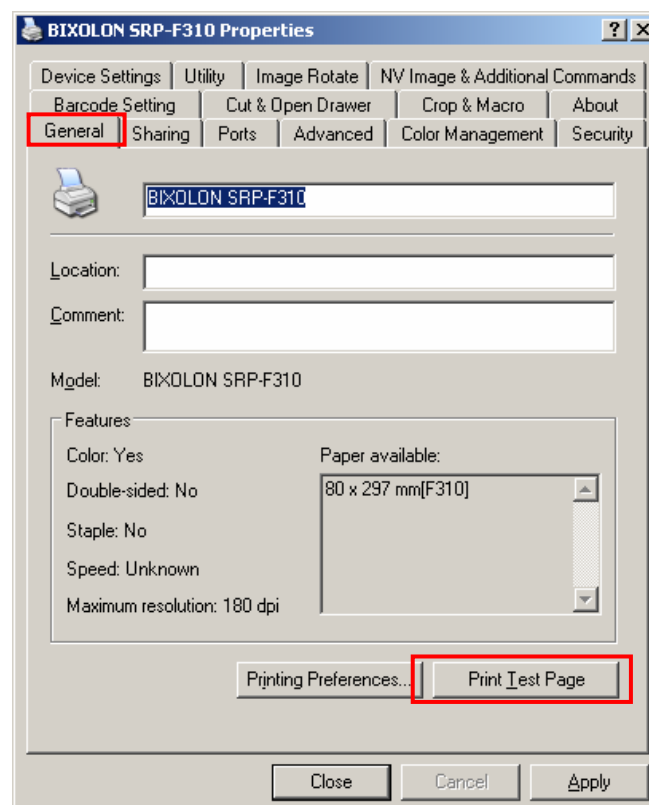 BIXOLON SRP-F310 Properties
Device Settings Utility Image Rotate NV Image & Additional Commands
Barcode Setting Cut & Open Drawer Crop & Macro About
General Sharing Ports Advanced Color Management Security
BIXOLON SRP-F310
Location:
Comment:
Model: BIXOLON SRP-F310
Features
Color: Yes Paper available:
Double-sided: No 80 x 297 mm[F310]
Staple: No
Speed: Unknown
Maximum resolution: 180 dpi
Printing Preferences... Print Test Page
Close Cancel Apply